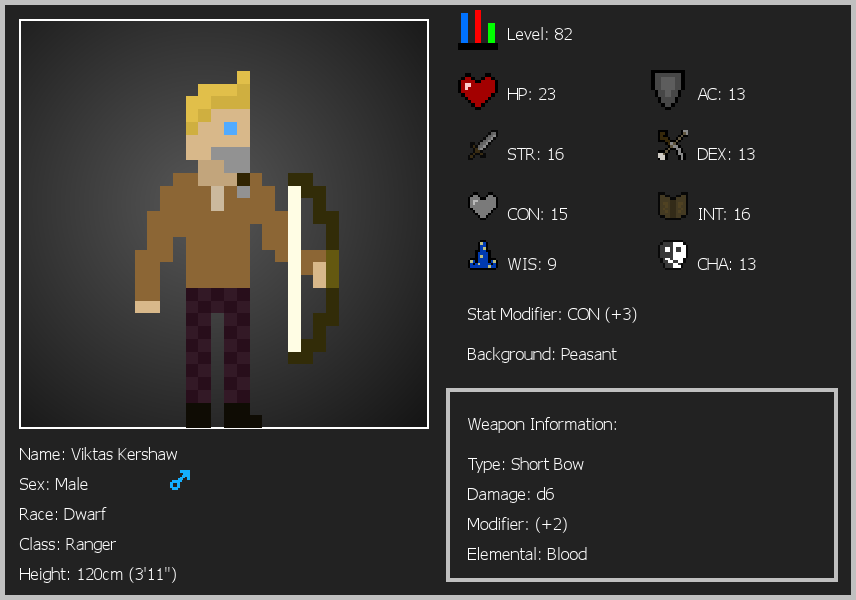 Level: 82
HP: 23
AC: 13
STR: 16
DEX: 13
CON: 15
INT: 16
WIS: 9
CHA: 13
Stat Modifier: CON (+3)
Background: Peasant
Weapon Information:
Type: Short Bow
Damage: d6
Modifier: (+2)
Elemental: Blood
Name: Viktas Kershaw
Sex: Male
Race: Dwarf
Class: Ranger
Height: 120cm (3'11")